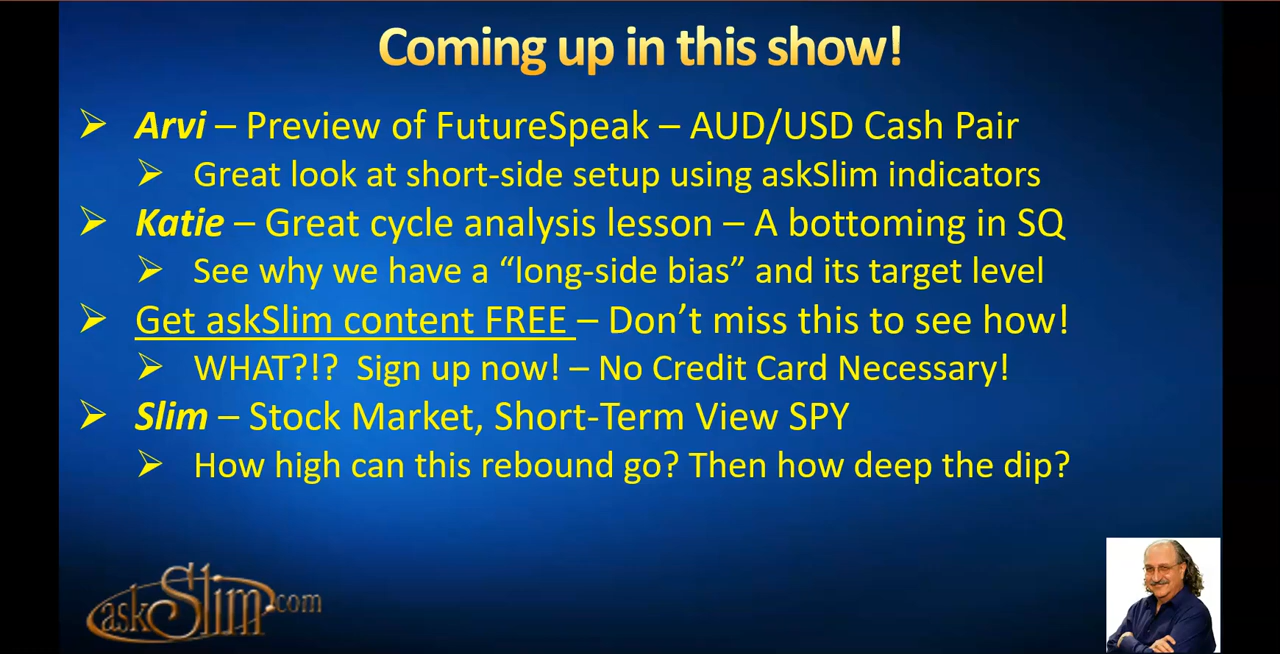 Coming up in this show!
➢ Arvi – Preview of FutureSpeak – AUD/USD Cash Pair
➢ Great look at short-side setup using askSlim indicators
➢ Katie – Great cycle analysis lesson – A bottoming in SQ
➢ See why we have a “long-side bias” and its target level
➢ Get askSlim content FREE – Don’t miss this to see how!
➢ WHAT?!? Sign up now! – No Credit Card Necessary!
➢ Slim – Stock Market, Short-Term View SPY
➢ How high can this rebound go? Then how deep the dip?
askSlim.com